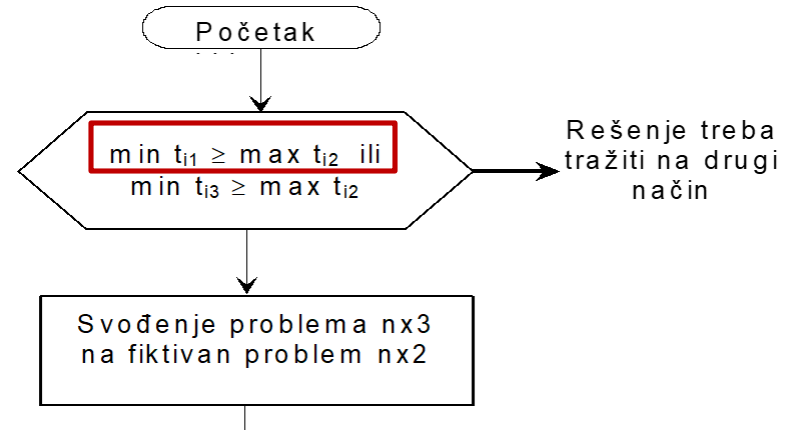 Početak
min tᵢ₁ ≥ max tᵢ₂ ili
min tᵢ₃ ≥ max tᵢ₂
Rešenje treba
tražiti na drugi
način
Svođenje problema nx3
na fiktivan problem nx2